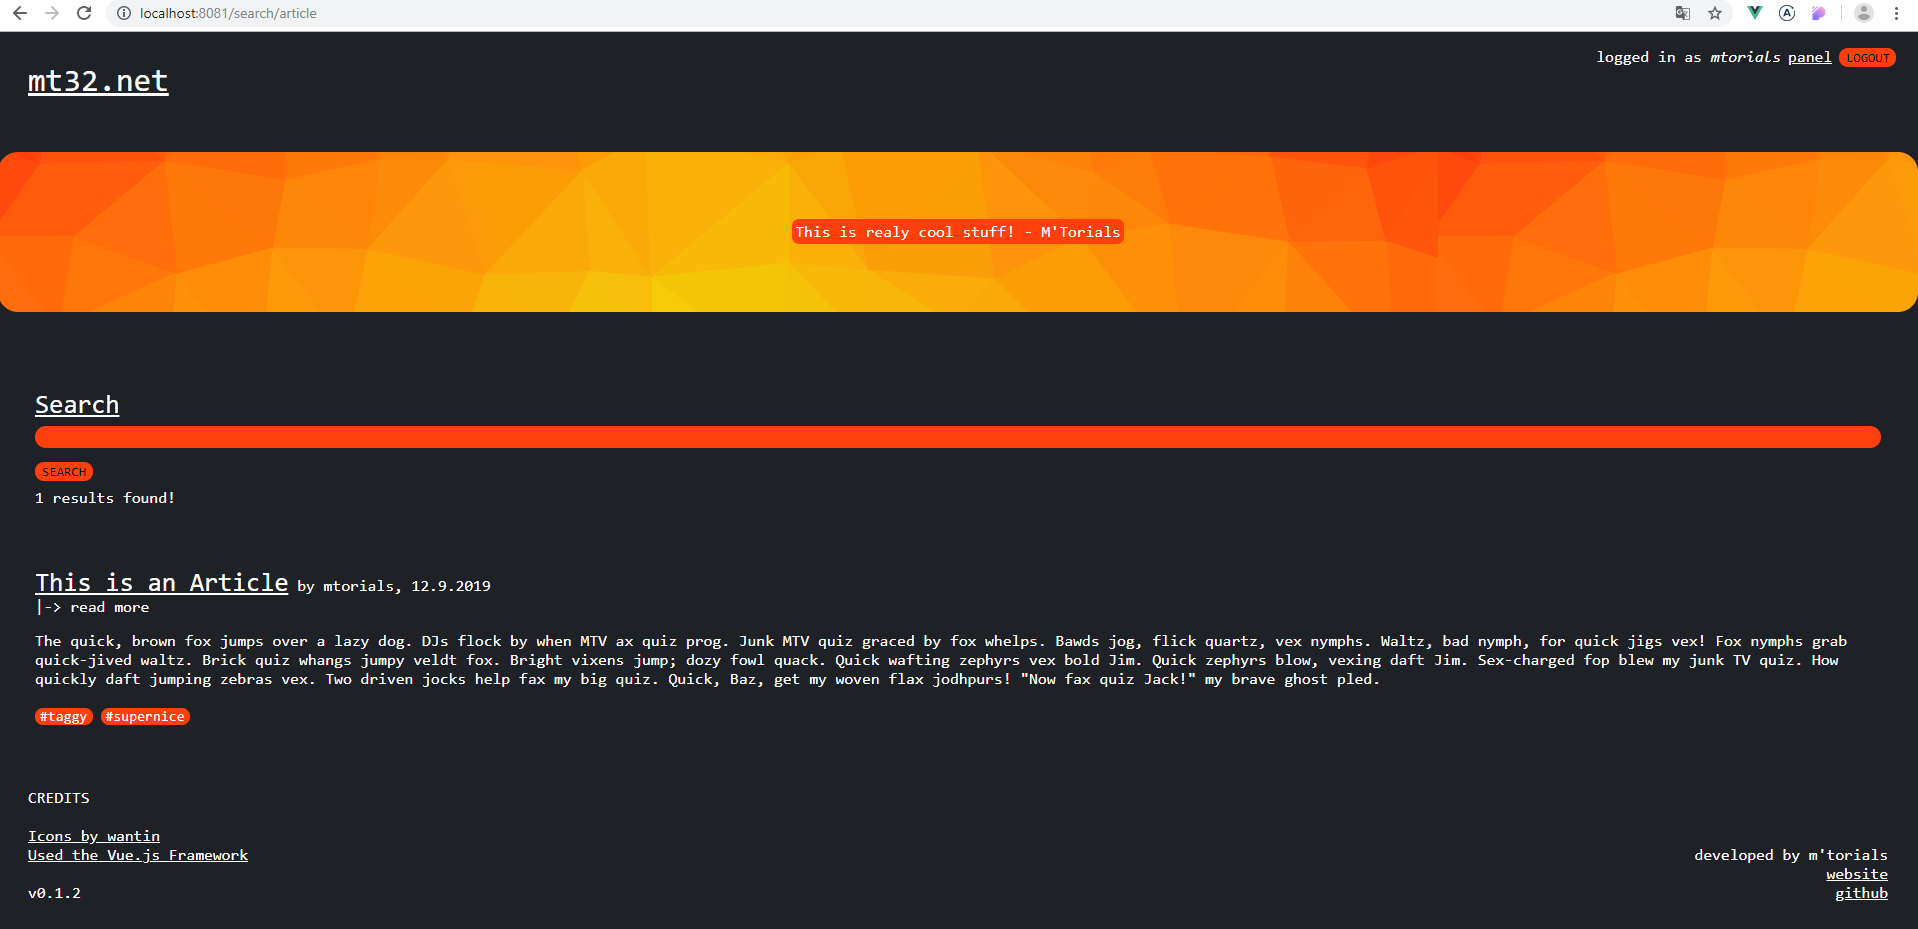 localhost:8081/search/article
logged in as mtorials panel LOGOUT
mt32.net
This is realy cool stuff! - M'Torials
Search
SEARCH
1 results found!
This is an Article by mtorials, 12.9.2019
|-> read more
The quick, brown fox jumps over a lazy dog. DJs flock by when MTV ax quiz prog. Junk MTV quiz graced by fox whelps. Bawds jog, flick quartz, vex nymphs. Waltz, bad nymph, for quick jigs vex! Fox nymphs grab
quick-jived waltz. Brick quiz whangs jumpy veldt fox. Bright vixens jump; dozy fowl quack. Quick wafting zephyrs vex bold Jim. Quick zephyrs blow, vexing daft Jim. Sex-charged fop blew my junk TV quiz. How
quickly daft jumping zebras vex. Two driven jocks help fax my big quiz. Quick, Baz, get my woven flax jodhpurs! "Now fax quiz Jack!" my brave ghost pled.
#taggy #supernice
CREDITS
Icons by wantin
Used the Vue.js Framework
v0.1.2
developed by m'torials
website
github